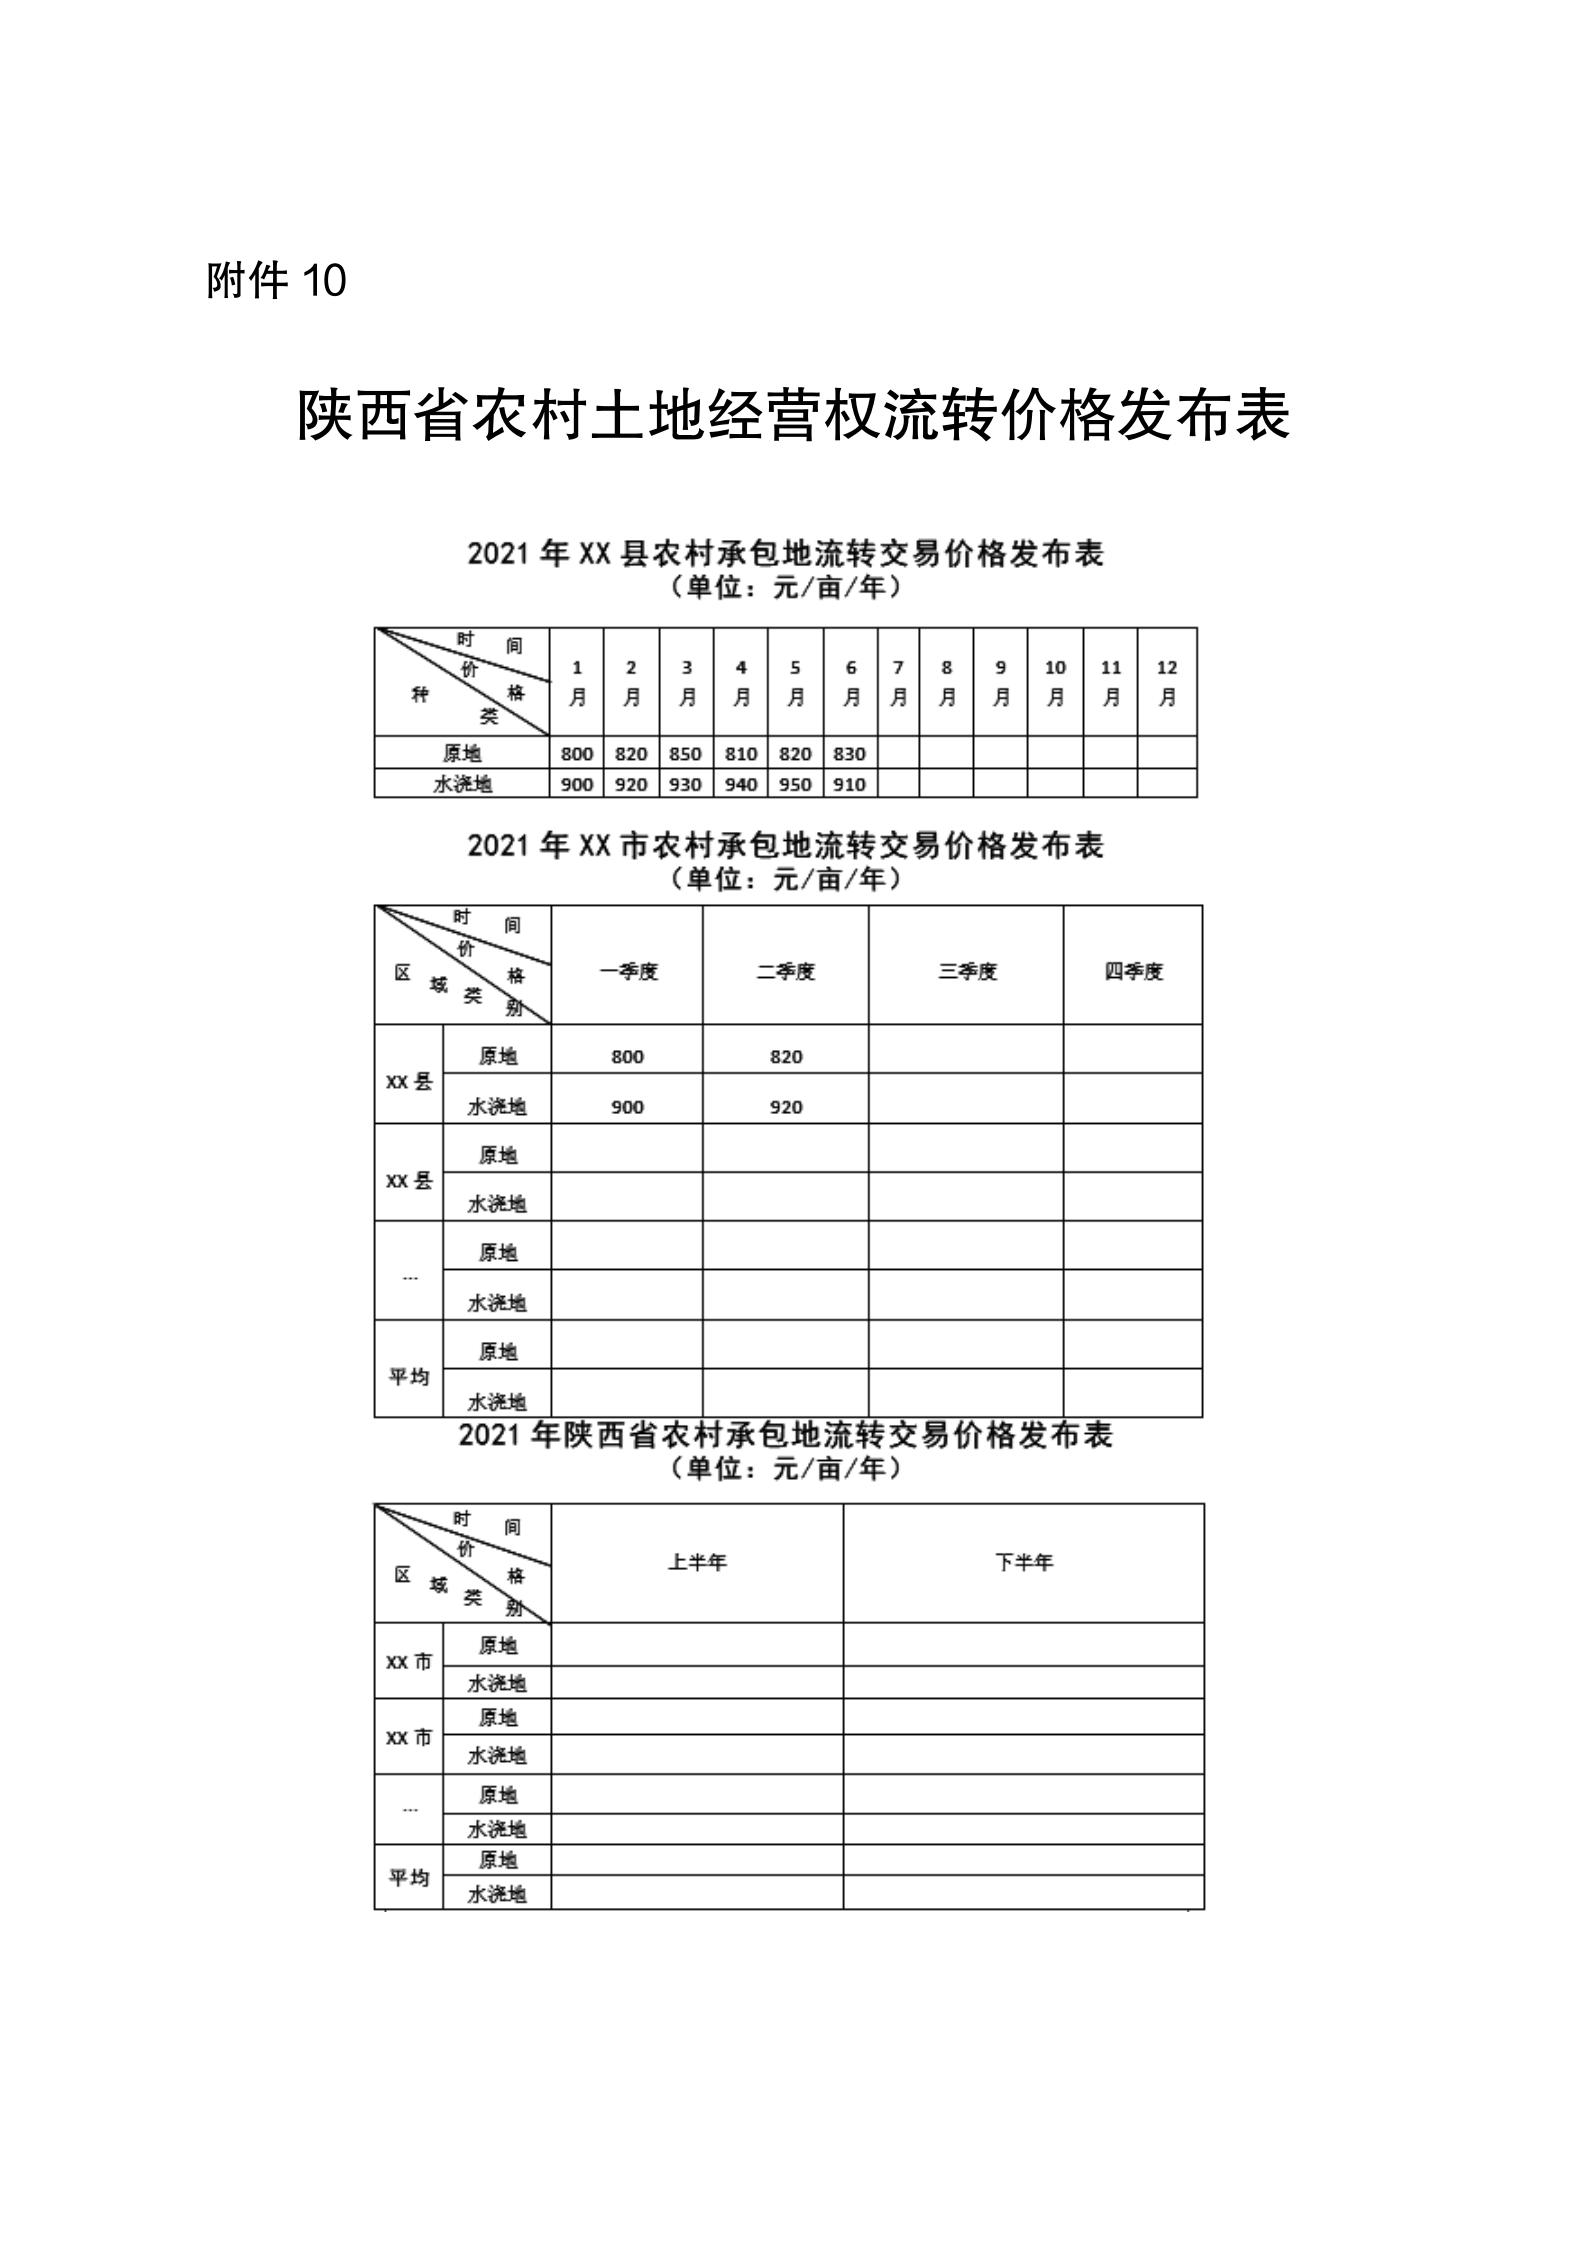 附件 10
陕西省农村土地经营权流转价格发布表
2021 年 XX 县农村承包地流转交易价格发布表
（单位：元/亩/年）
时 间 价 格 种 类 1月 2月 3月 4月 5月 6月 7月 8月 9月 10月 11月 12月
原地 800 820 850 810 820 830
水浇地 900 920 930 940 950 910
2021 年 XX 市农村承包地流转交易价格发布表
（单位：元/亩/年）
时 间 价 格 区 域 类 别 一季度 二季度 三季度 四季度
XX 县 原地 800 820
水浇地 900 920
XX 县 原地
水浇地
... 原地
水浇地
平均 原地
水浇地
2021 年陕西省农村承包地流转交易价格发布表
（单位：元/亩/年）
时 间 价 格 区 域 类 别 上半年 下半年
XX 市 原地
水浇地
XX 市 原地
水浇地
... 原地
水浇地
平均 原地
水浇地